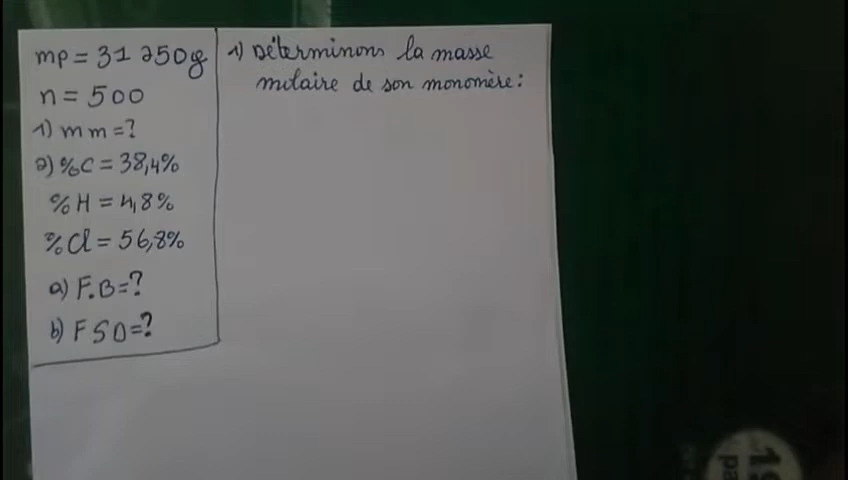 mp = 31 250g
n = 500
1) mm = ?
2) %C = 38,4%
%H = 4,8%
%Cl = 56,8%
a) F.B = ?
b) F S D = ?
1) Déterminons la masse
molaire de son monomère :